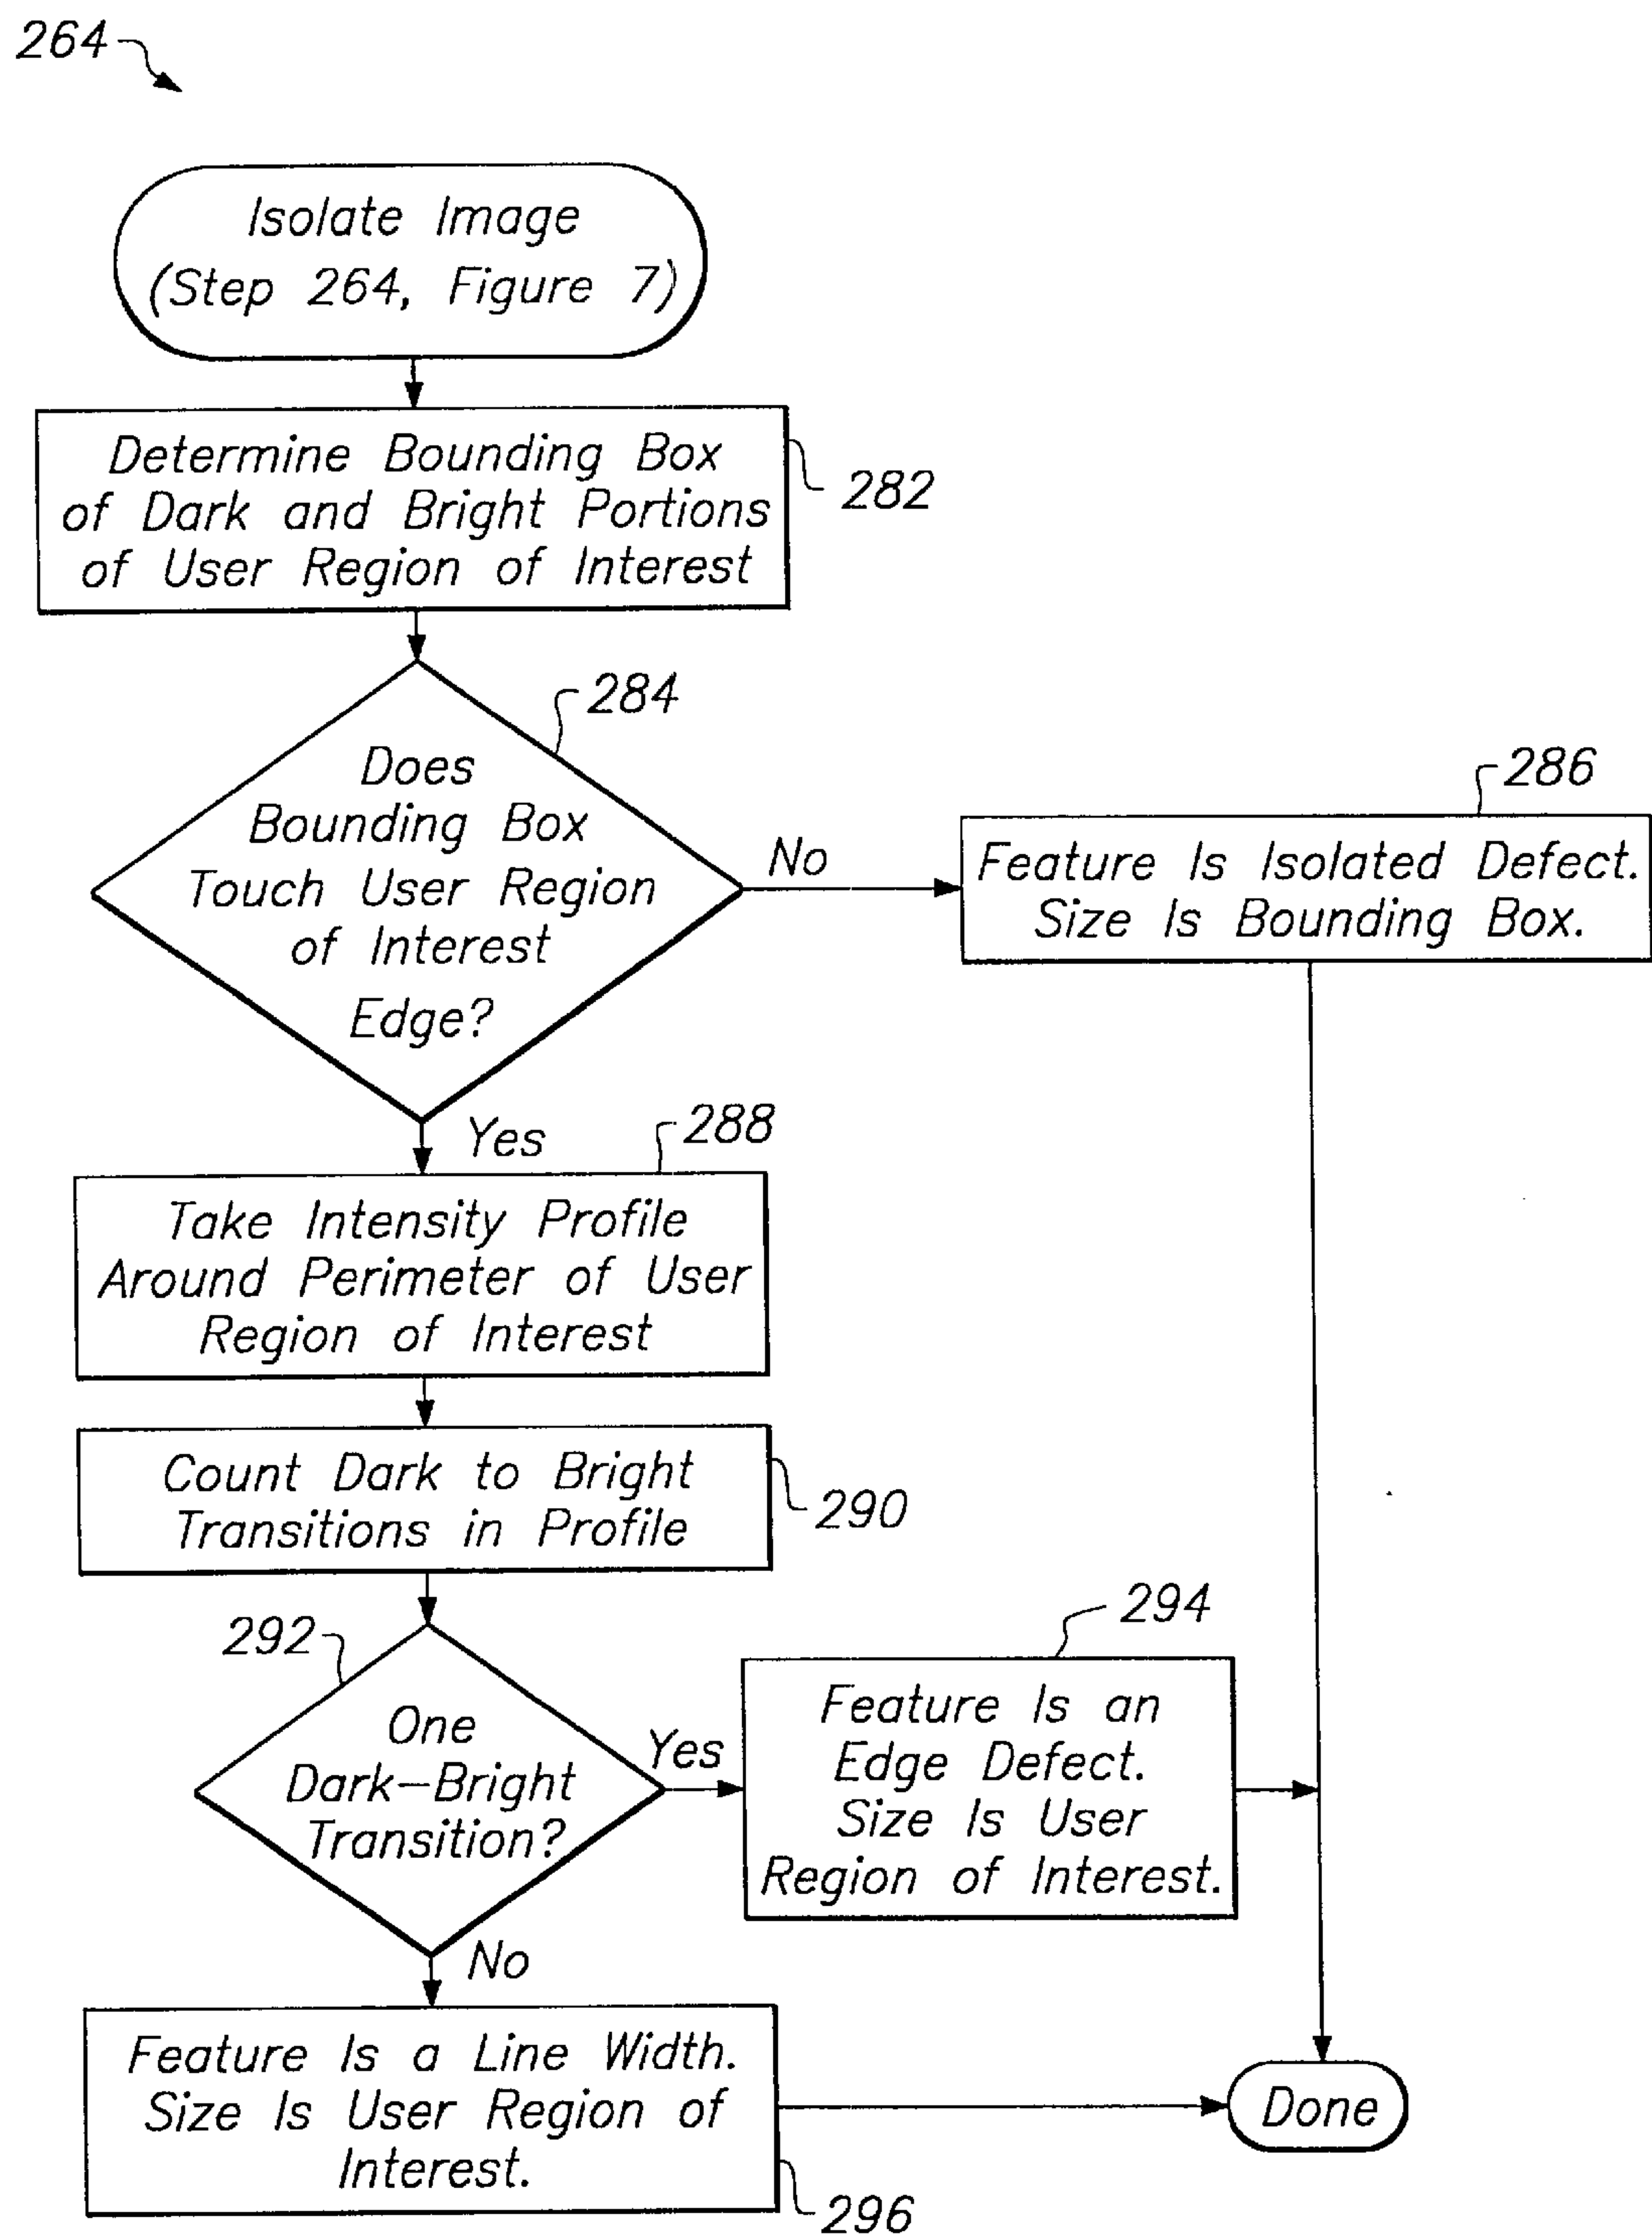 264
Isolate Image
(Step 264, Figure 7)
Determine Bounding Box
of Dark and Bright Portions
of User Region of Interest
282
284
Does
Bounding Box
Touch User Region
of Interest
Edge?
No
286
Feature Is Isolated Defect.
Size Is Bounding Box.
Yes
288
Take Intensity Profile
Around Perimeter of User
Region of Interest
Count Dark to Bright
Transitions in Profile
290
292
One
Dark-Bright
Transition?
Yes
294
Feature Is an
Edge Defect.
Size Is User
Region of Interest.
No
Feature Is a Line Width.
Size Is User Region of
Interest.
296
Done